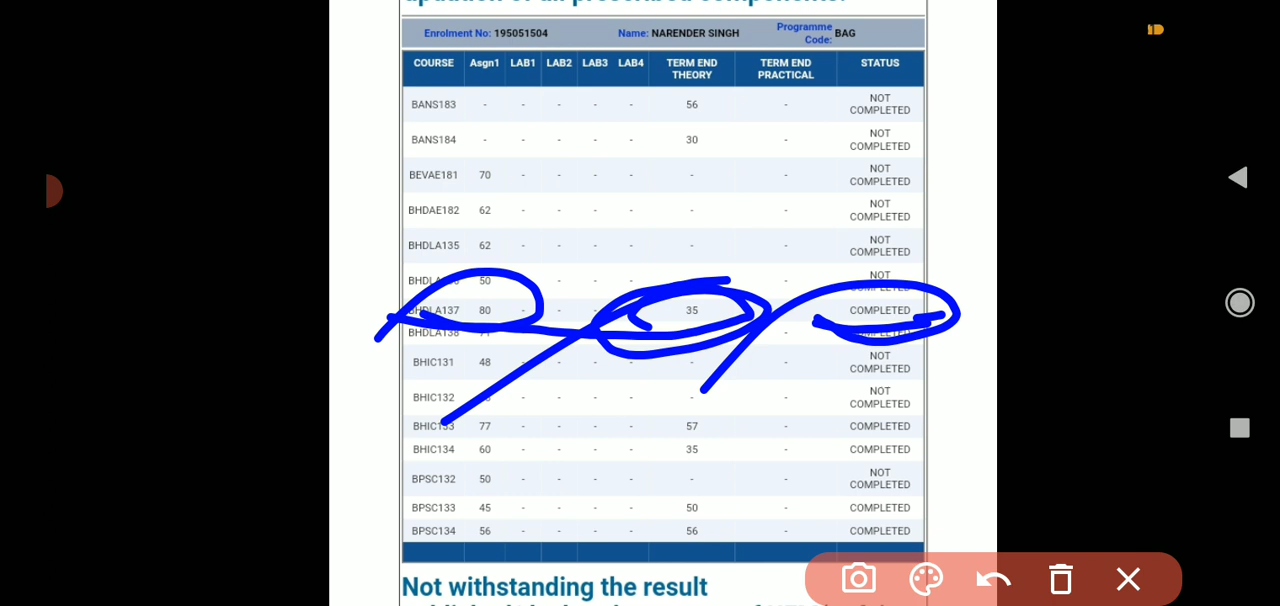 Enrolment No: 195051504 Name: NARENDER SINGH Programme Code: BAG
COURSE Asgn1 LAB1 LAB2 LAB3 LAB4 TERM END THEORY TERM END PRACTICAL STATUS
BANS183 - - - - - 56 - NOT COMPLETED
BANS184 - - - - - 30 - NOT COMPLETED
BEVAE181 70 - - - - - - NOT COMPLETED
BHDAE182 62 - - - - - - NOT COMPLETED
BHDLA135 62 - - - - - - NOT COMPLETED
50 - - - NOT
BHDLA137 80 - - 35 - COMPLETED
BHDLA138 - COMPLETED
BHIC131 48 - - - - - - NOT COMPLETED
BHIC132 - - - - - - NOT COMPLETED
BHIC133 77 - - - - 57 - COMPLETED
BHIC134 60 - - - - 35 - COMPLETED
BPSC132 50 - - - - - - NOT COMPLETED
BPSC133 45 - - - - 50 - COMPLETED
BPSC134 56 - - - - 56 - COMPLETED
Not withstanding the result